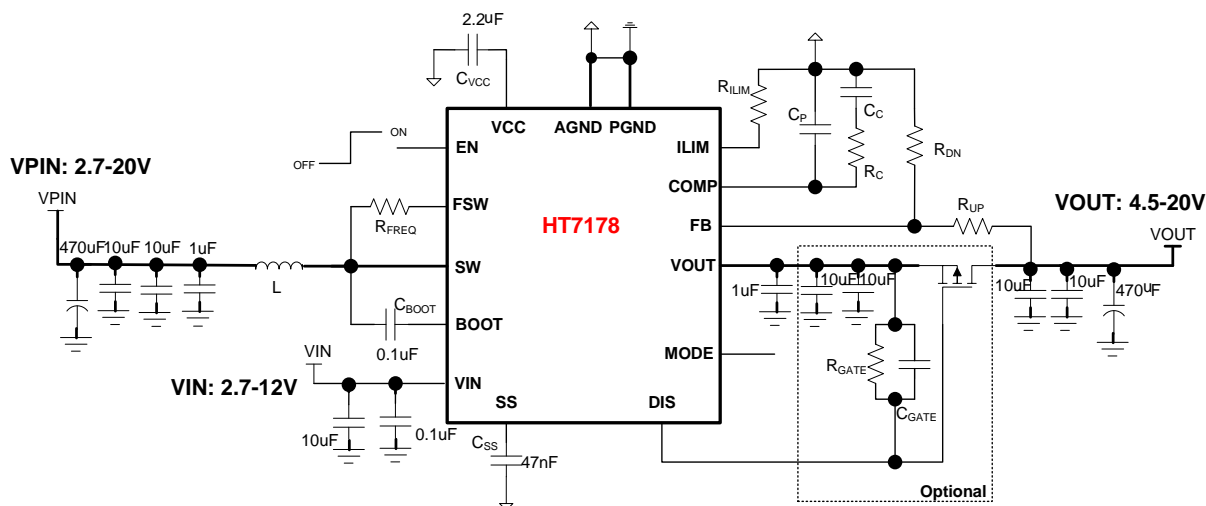 2.2uF
CVCC
VCC
AGND
PGND
ON
OFF
EN
VPIN: 2.7-20V
VPIN
470uF
10uF
10uF
1uF
L
RFREQ
FSW
SW
CBOOT
0.1uF
BOOT
VIN
VIN: 2.7-12V
VIN
10uF
0.1uF
SS
CSS
47nF
HT7178
RILIM
ILIM
CP
CC
RC
RDN
COMP
FB
RUP
VOUT: 4.5-20V
VOUT
VOUT
1uF
10uF
10uF
10uF
10uF
470uF
MODE
RGATE
CGATE
DIS
Optional